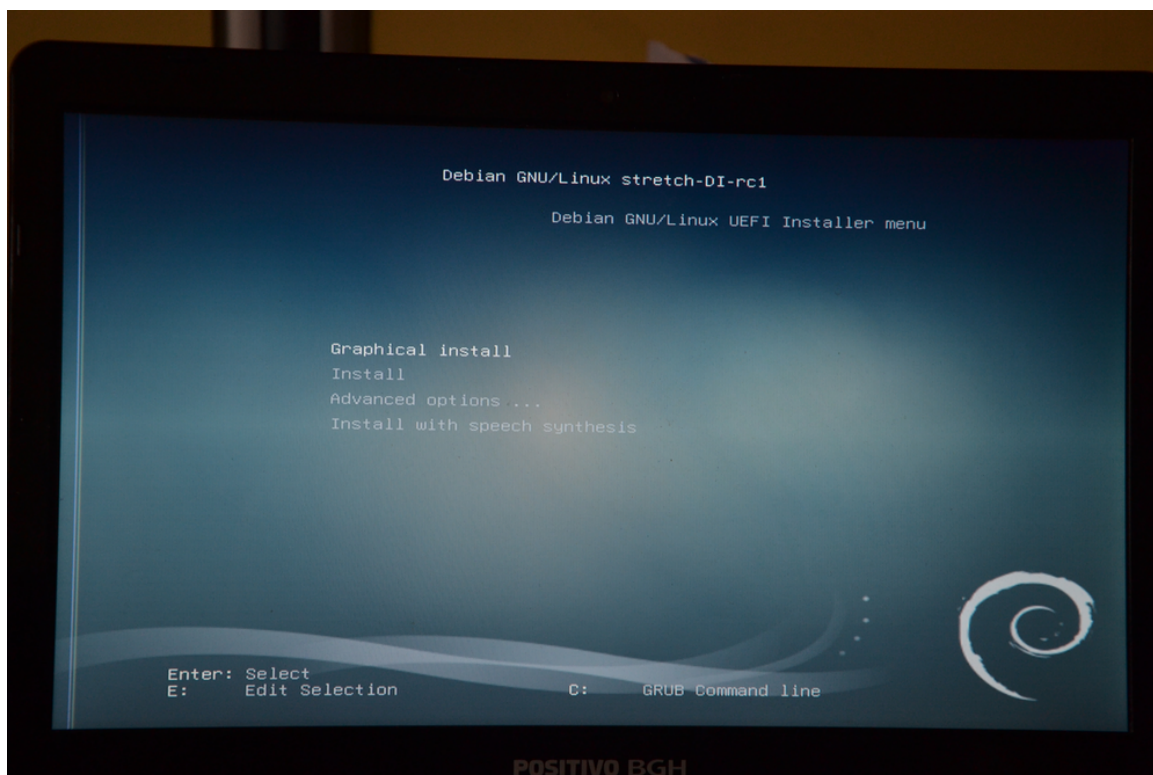 Debian GNU/Linux stretch-DI-rc1
Debian GNU/Linux UEFI Installer menu
Graphical install
Install
Advanced options ...
Install with speech synthesis
Enter: Select
E: Edit Selection C: GRUB Command line
POSITIVO BGH